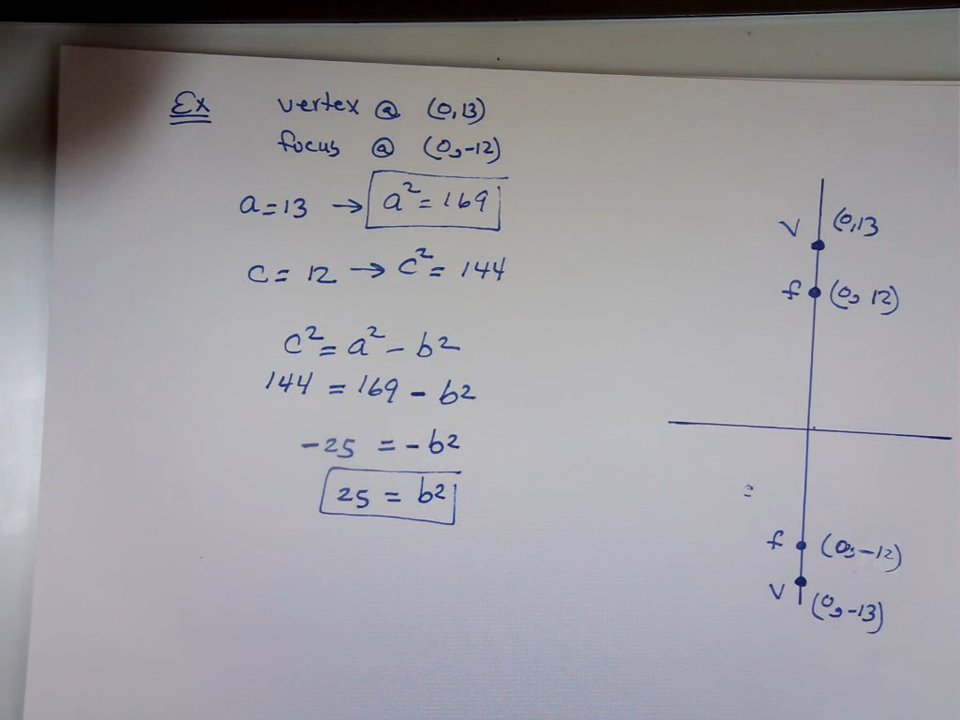 Ex vertex @ (0,13)
focus @ (0,-12)
a=13 → a²=169
c= 12 → c²= 144
c²=a²-b²
144 = 169 - b²
-25 = -b²
25 = b²
V (0,13
f (0, 12)
f (0,-12)
V (0,-13)